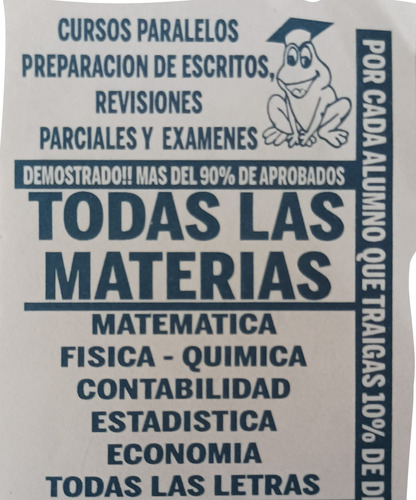 CURSOS PARALELOS
PREPARACION DE ESCRITOS,
REVISIONES
PARCIALES Y EXAMENES
DEMOSTRADO!! MAS DEL 90% DE APROBADOS
TODAS LAS
MATERIAS
MATEMATICA
FISICA - QUIMICA
CONTABILIDAD
ESTADISTICA
ECONOMIA
TODAS LAS LETRAS
POR CADA ALUMNO QUE TRAIGAS 10% DE D